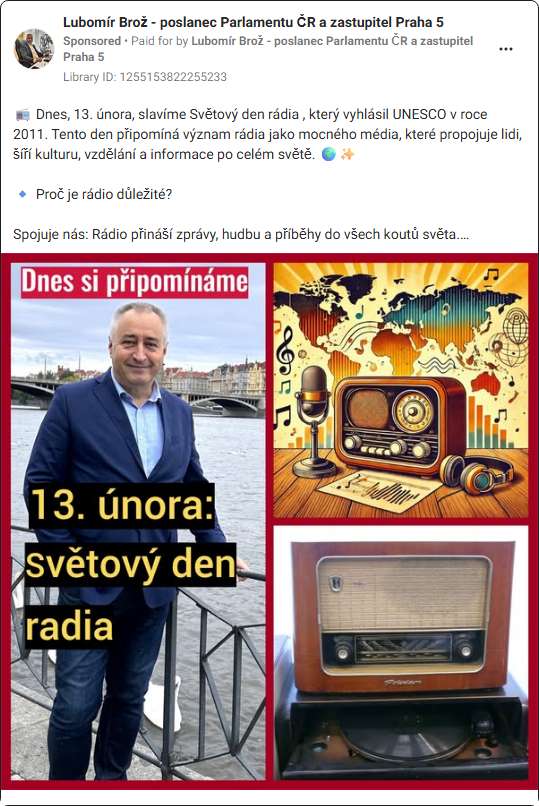 Lubomír Brož - poslanec Parlamentu ČR a zastupitel Praha 5
Sponsored • Paid for by Lubomír Brož - poslanec Parlamentu ČR a zastupitel
Praha 5
Library ID: 1255153822255233
📻 Dnes, 13. února, slavíme Světový den rádia , který vyhlásil UNESCO v roce
2011. Tento den připomíná význam rádia jako mocného média, které propojuje lidi,
šíří kulturu, vzdělání a informace po celém světě. 🌍 ✨
🔹 Proč je rádio důležité?
Spojuje nás: Rádio přináší zprávy, hudbu a příběhy do všech koutů světa....
Dnes si připomínáme
13. února:
Světový den
radia